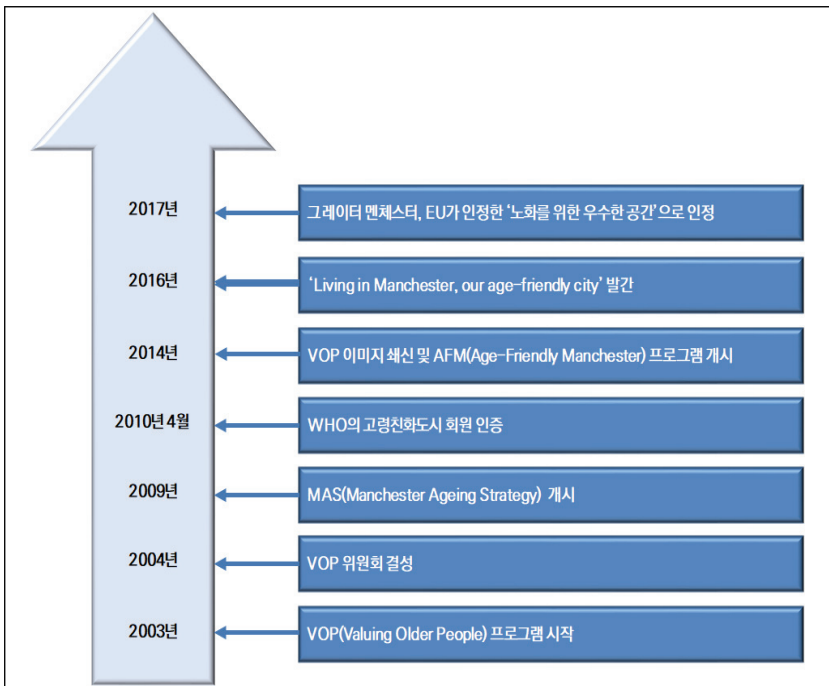 2017년
그레이터 맨체스터, EU가 인정한 ‘노화를 위한 우수한 공간’으로 인정
2016년
‘Living in Manchester, our age-friendly city’ 발간
2014년
VOP 이미지 쇄신 및 AFM(Age-Friendly Manchester) 프로그램 개시
2010년 4월
WHO의 고령친화도시 회원 인증
2009년
MAS(Manchester Ageing Strategy) 개시
2004년
VOP 위원회 결성
2003년
VOP(Valuing Older People) 프로그램 시작